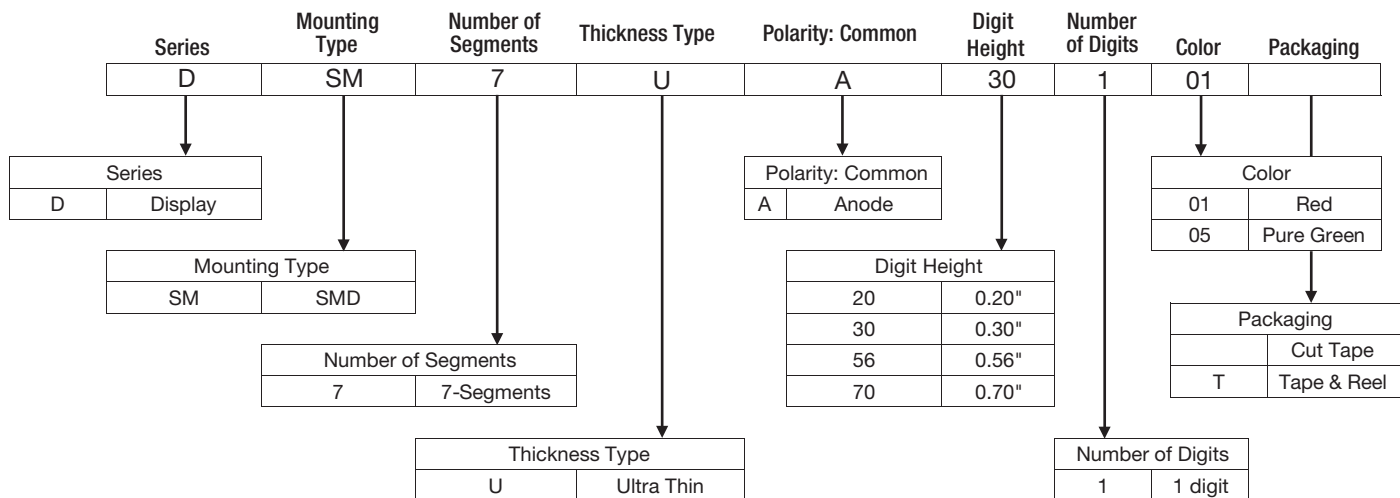 Series Mounting Type Number of Segments Thickness Type Polarity: Common Digit Height Number of Digits Color Packaging
D SM 7 U A 30 1 01
Series
D Display
Mounting Type
SM SMD
Number of Segments
7 7-Segments
Thickness Type
U Ultra Thin
Polarity: Common
A Anode
Digit Height
20 0.20"
30 0.30"
56 0.56"
70 0.70"
Number of Digits
1 1 digit
Color
01 Red
05 Pure Green
Packaging
Cut Tape
T Tape & Reel